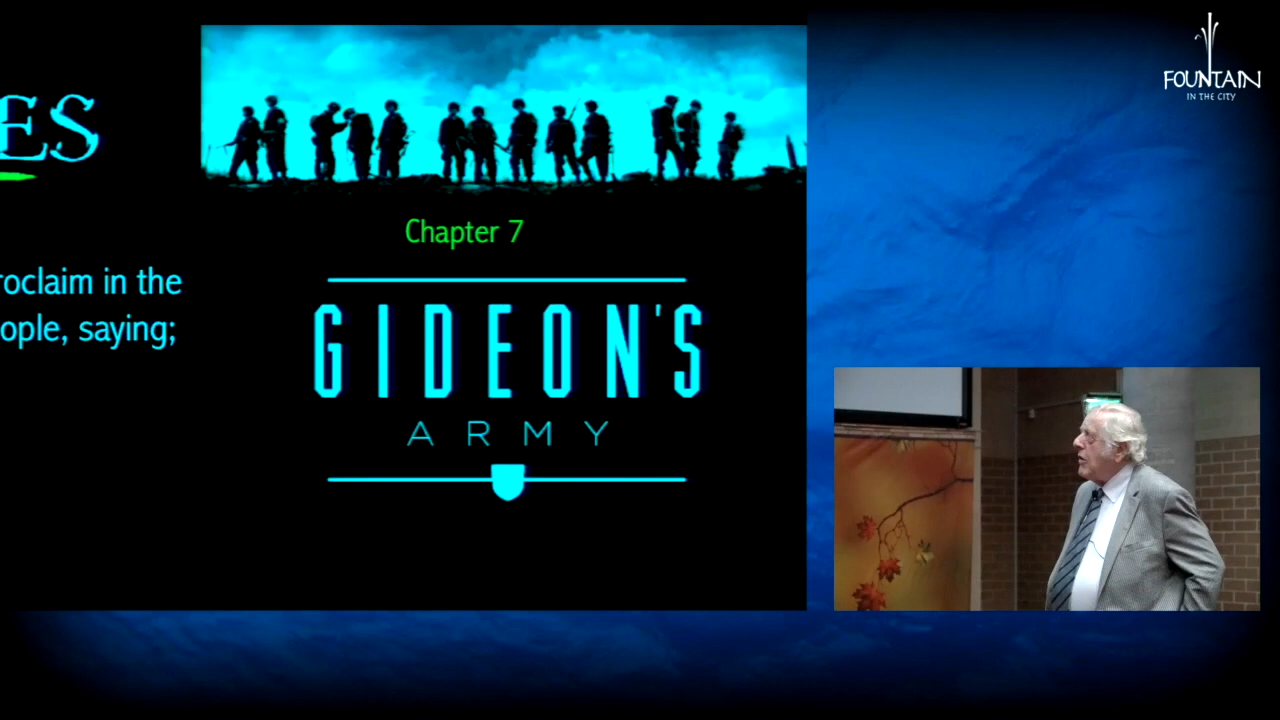 ES
roclaim in the
ople, saying;
Chapter 7
GIDEON'S
ARMY
FOUNTAIN
IN THE CITY